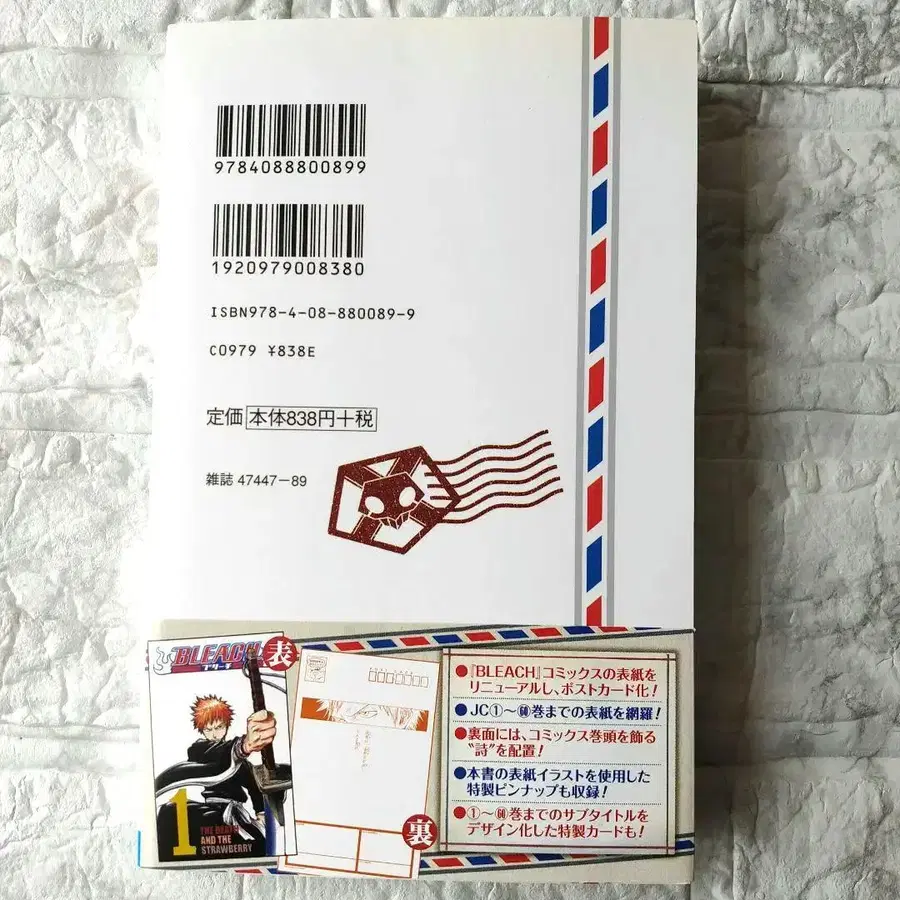 9784088800899
1920979008380
ISBN978-4-08-880089-9
C0979 ¥838E
定価 本体838円+税
雑誌 47447-89
BLEACH
ブリーチ
表
1
THE DEATH
AND THE
STRAWBERRY
裏
●『BLEACH』コミックスの表紙を
リニューアルし、ポストカード化!
●JC①~㊿巻までの表紙を網羅!
●裏面には、コミックス巻頭を飾る
“詩”を配置!
●本書の表紙イラストを使用した
特製ピンナップも収録!
●①~巻までのサブタイトルを
デザイン化した特製カードも!